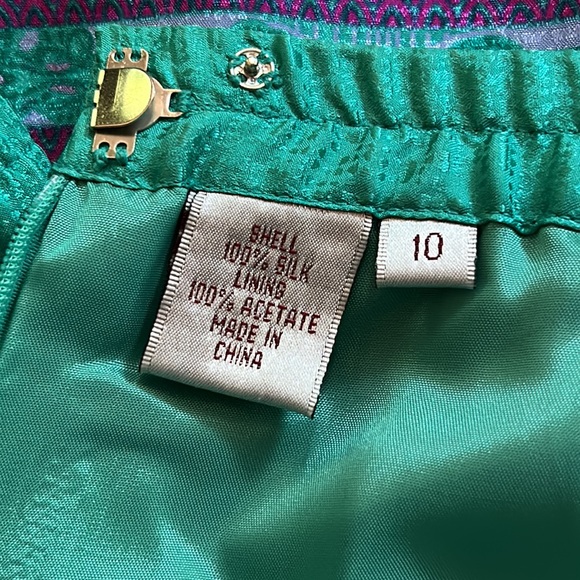 SHELL
100% SILK
LINING
100% ACETATE
MADE IN
CHINA
10